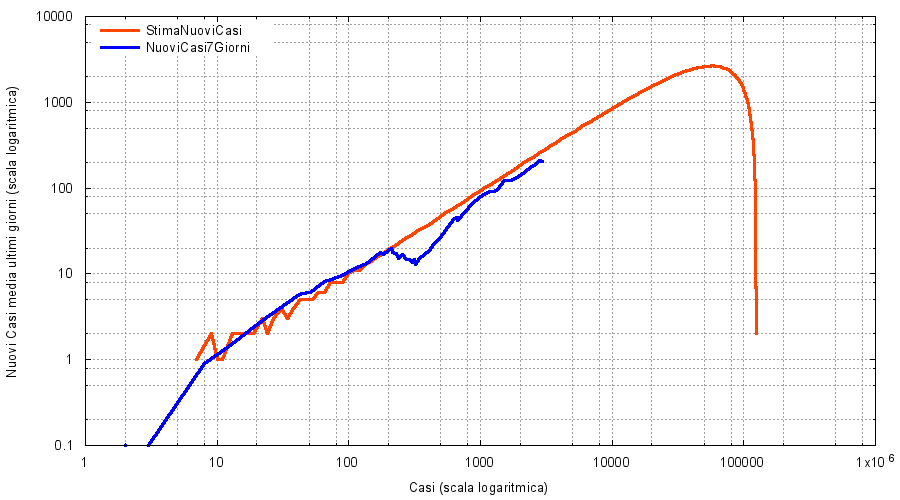 10000
StimaNuoviCasi
NuoviCasi7Giorni
1000
100
10
1
0.1
Nuovi Casi media ultimi giorni (scala logaritmica)
1
10
100
1000
10000
100000
1x10 6
Casi (scala logaritmica)